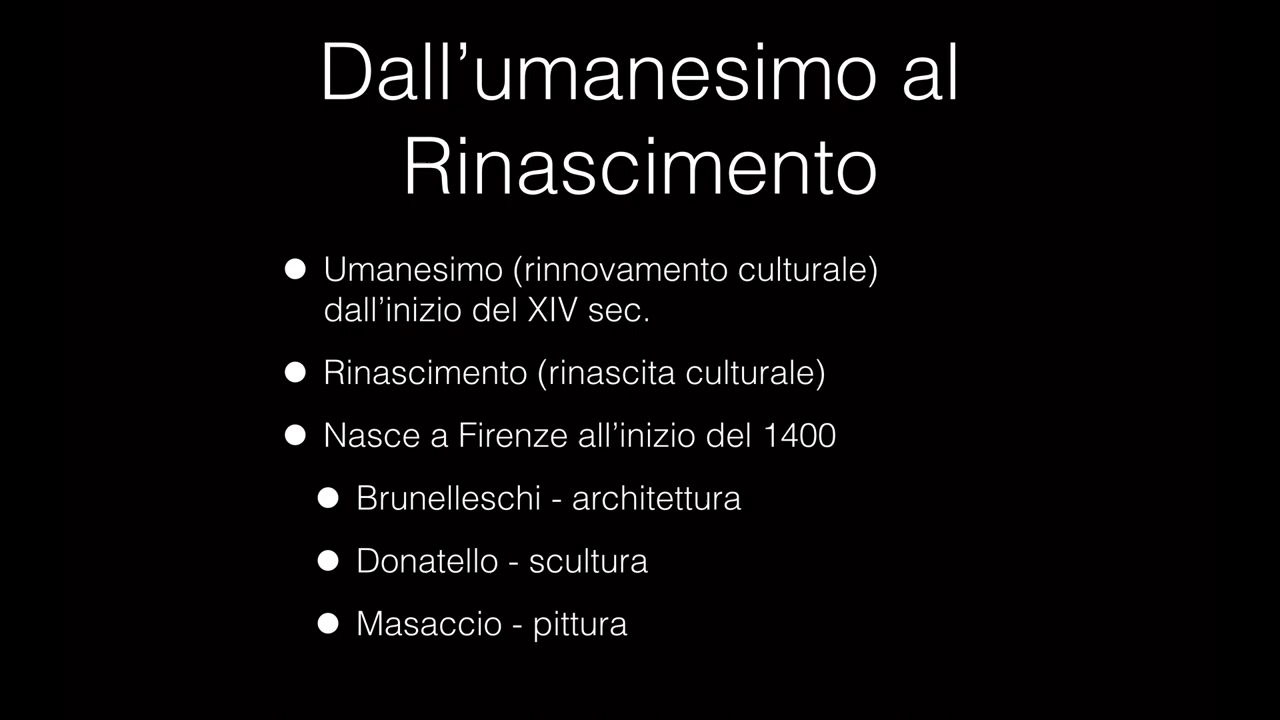 Dall’umanesimo al
Rinascimento
● Umanesimo (rinnovamento culturale)
dall’inizio del XIV sec.
● Rinascimento (rinascita culturale)
● Nasce a Firenze all’inizio del 1400
● Brunelleschi - architettura
● Donatello - scultura
● Masaccio - pittura